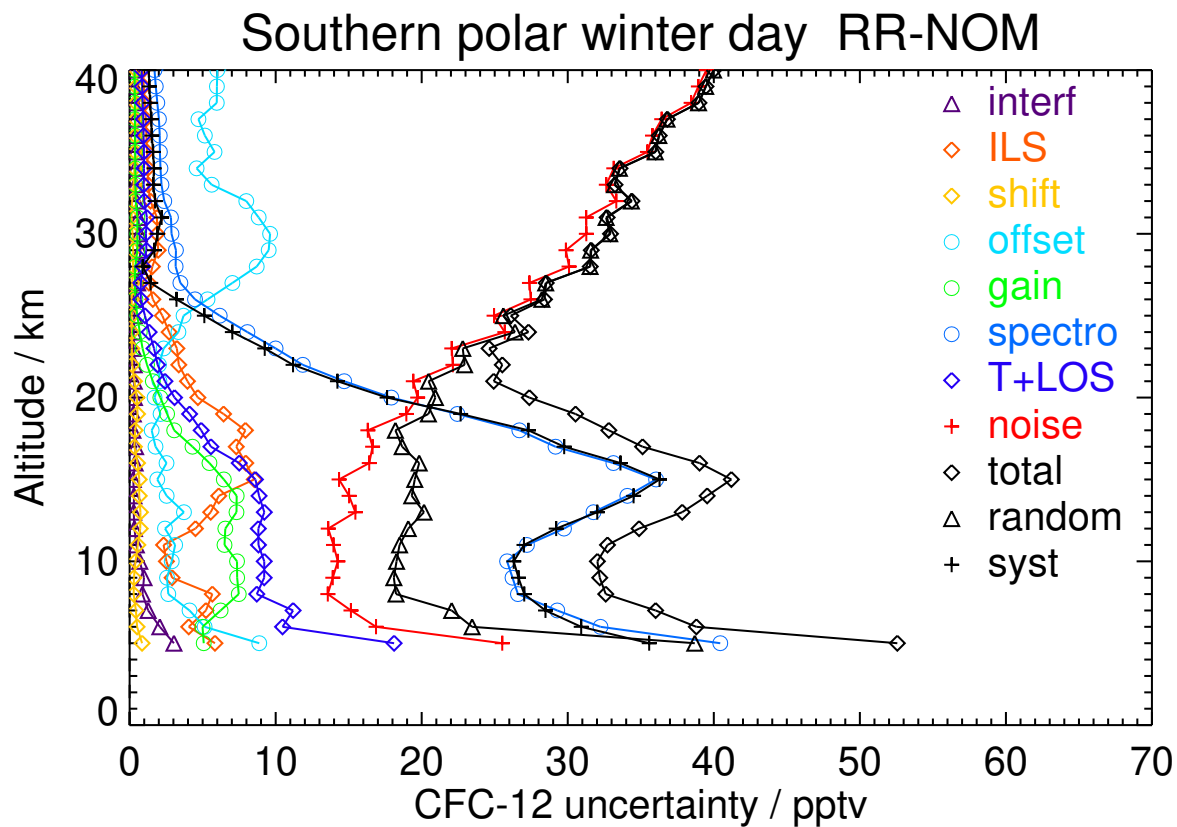 Southern polar winter day RR-NOM
Altitude / km
40
30
20
10
0
interf
ILS
shift
offset
gain
spectro
T+LOS
noise
total
random
syst
0 10 20 30 40 50 60 70
CFC-12 uncertainty / pptv